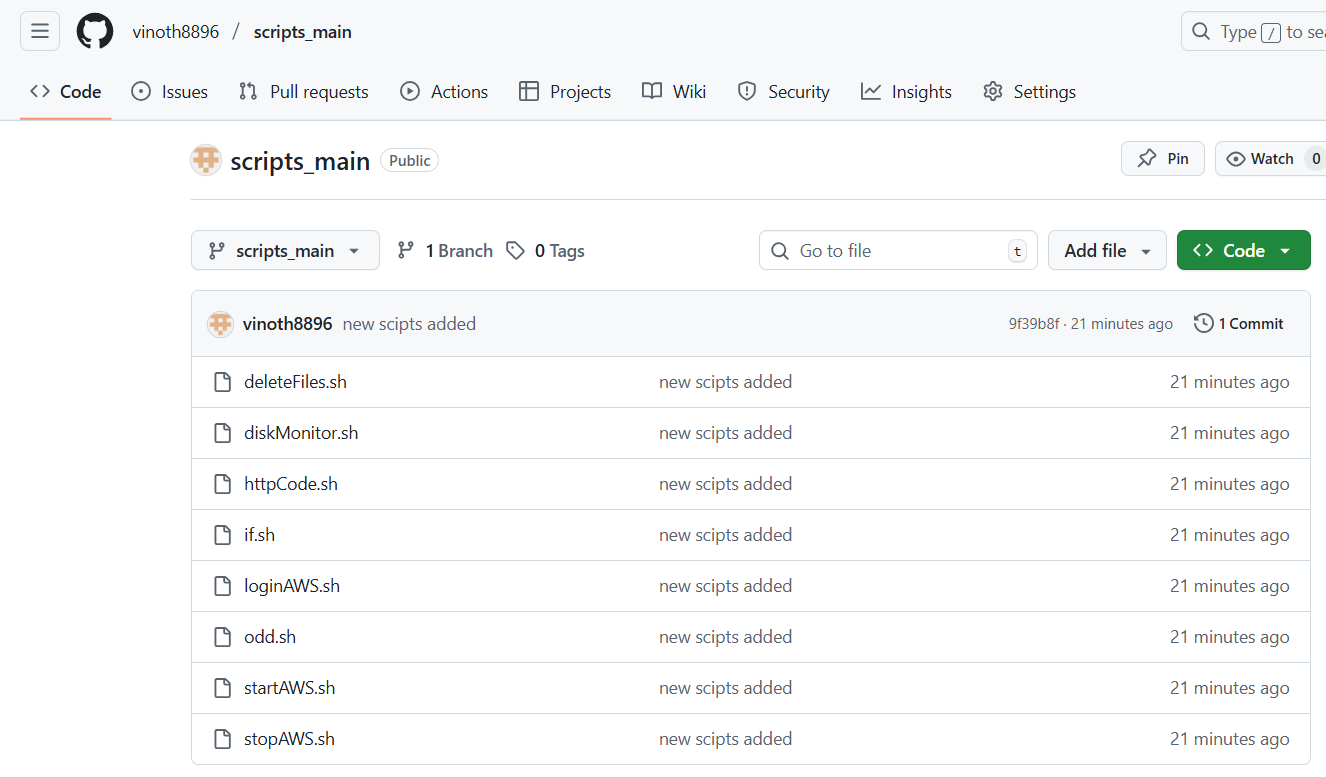 vinoth8896 / scripts_main Type / to sea
Code Issues Pull requests Actions Projects Wiki Security Insights Settings
scripts_main Public Pin Watch 0
scripts_main 1 Branch 0 Tags Go to file t Add file Code
vinoth8896 new scipts added 9f39b8f · 21 minutes ago 1 Commit
deleteFiles.sh new scipts added 21 minutes ago
diskMonitor.sh new scipts added 21 minutes ago
httpCode.sh new scipts added 21 minutes ago
if.sh new scipts added 21 minutes ago
loginAWS.sh new scipts added 21 minutes ago
odd.sh new scipts added 21 minutes ago
startAWS.sh new scipts added 21 minutes ago
stopAWS.sh new scipts added 21 minutes ago